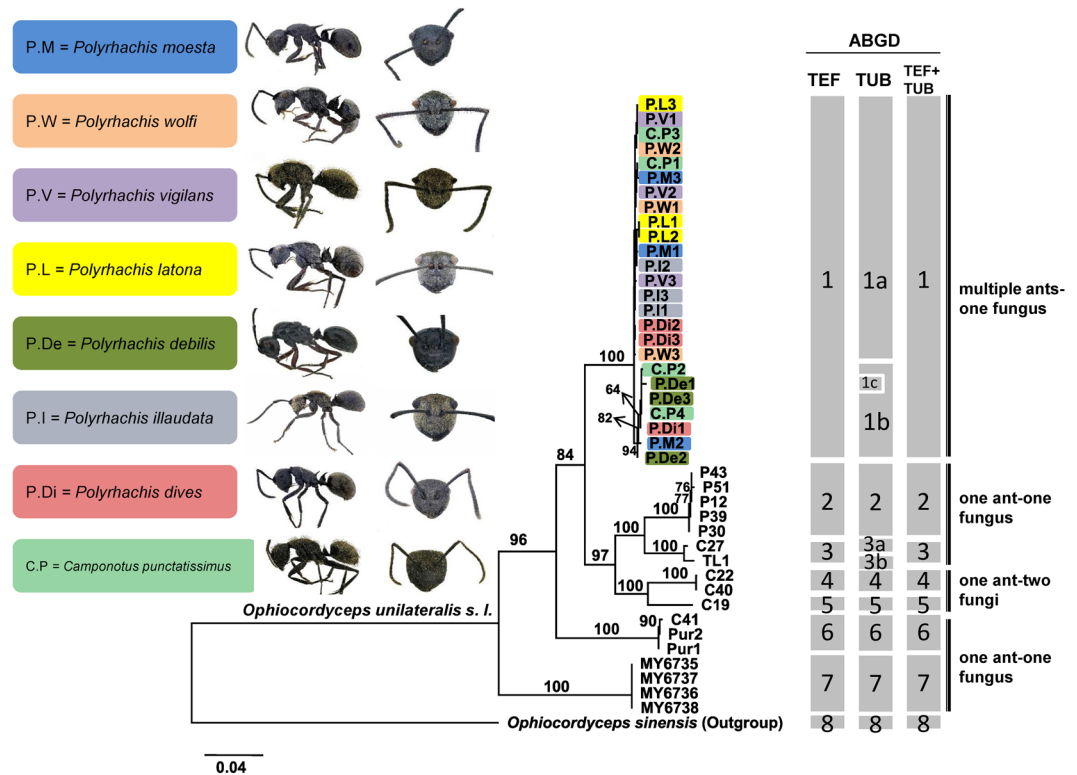 P.M = Polyrhachis moesta
P.W = Polyrhachis wolfi
P.V = Polyrhachis vigilans
P.L = Polyrhachis latona
P.De = Polyrhachis debilis
P.I = Polyrhachis illaudata
P.Di = Polyrhachis dives
C.P = Camponotus punctatissimus
Ophiocordyceps unilateralis s. l.
96
84
100
64
82
94
97
100
100
76
77
100
100
100
100
90
100
P.L3
P.V1
C.P3
P.W2
C.P1
P.M3
P.V2
P.W1
P.L1
P.L2
P.M1
P.I2
P.V3
P.I3
P.I1
P.Di2
P.Di3
P.W3
C.P2
P.De1
P.De3
C.P4
P.Di1
P.M2
P.De2
P43
P51
P12
P39
P30
C27
TL1
C22
C40
C19
C41
Pur2
Pur1
MY6735
MY6737
MY6736
MY6738
Ophiocordyceps sinensis (Outgroup)
0.04
ABGD
TEF TUB TEF+
TUB
1 1a 1
1c
1b
2 2 2
3 3a 3
3b
4 4 4
5 5 5
6 6 6
7 7 7
8 8 8
multiple ants-
one fungus
one ant-one
fungus
one ant-two
fungi
one ant-one
fungus